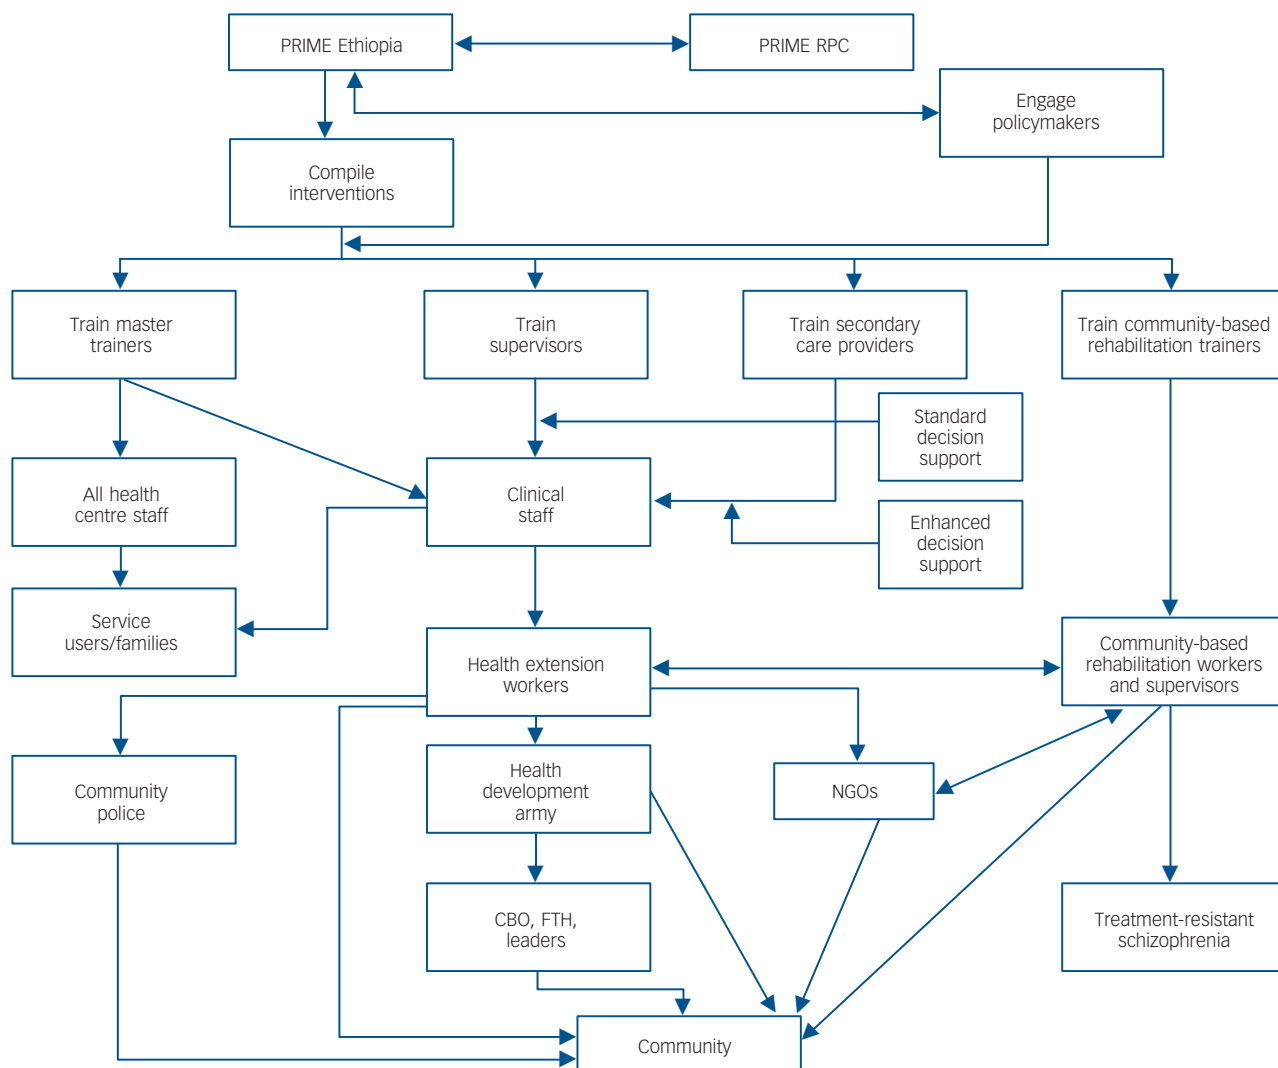 PRIME Ethiopia
PRIME RPC
Engage
policymakers
Compile
interventions
Train master
trainers
Train
supervisors
Train secondary
care providers
Train community-based
rehabilitation trainers
Standard
decision
support
All health
centre staff
Clinical
staff
Enhanced
decision
support
Service
users/families
Health extension
workers
Community-based
rehabilitation workers
and supervisors
Community
police
Health
development
army
NGOs
CBO, FTH,
leaders
Treatment-resistant
schizophrenia
Community